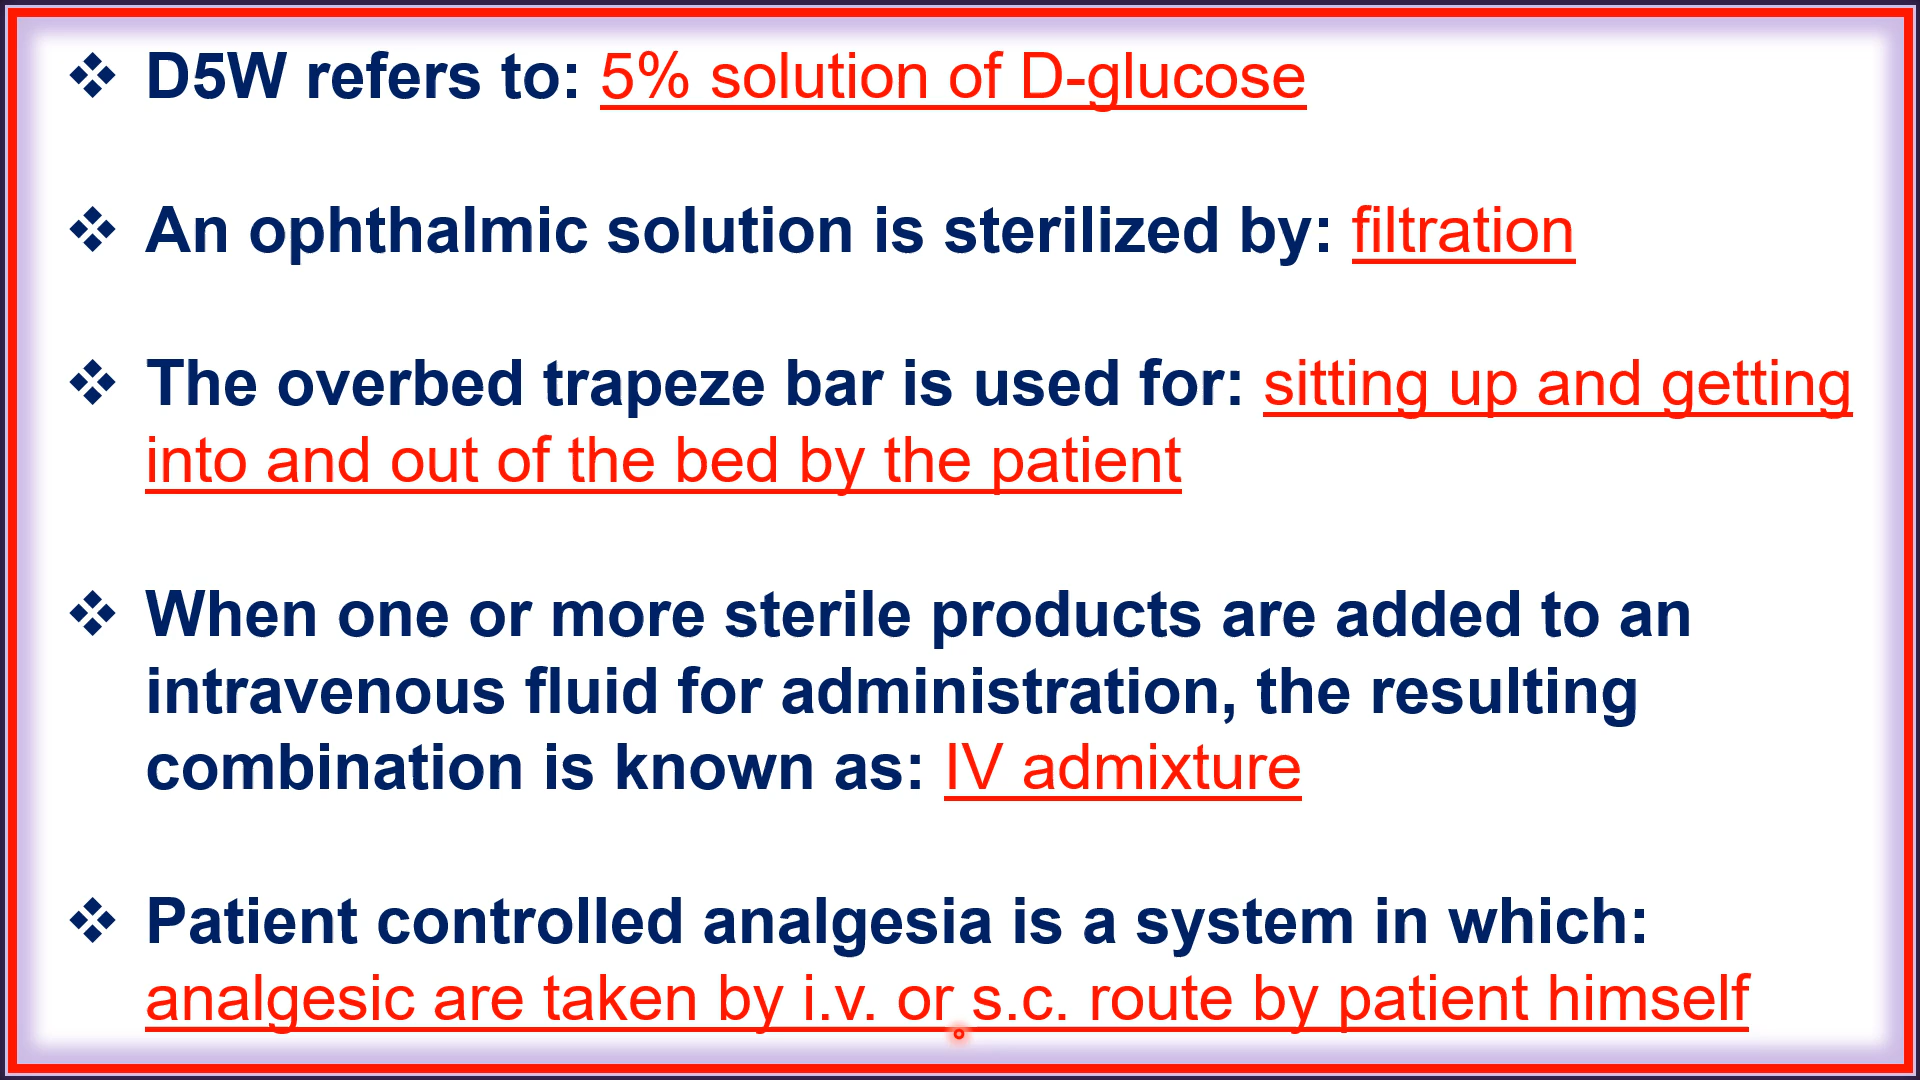 ❖ D5W refers to: 5% solution of D-glucose
❖ An ophthalmic solution is sterilized by: filtration
❖ The overbed trapeze bar is used for: sitting up and getting
into and out of the bed by the patient
❖ When one or more sterile products are added to an
intravenous fluid for administration, the resulting
combination is known as: IV admixture
❖ Patient controlled analgesia is a system in which:
analgesic are taken by i.v. or s.c. route by patient himself